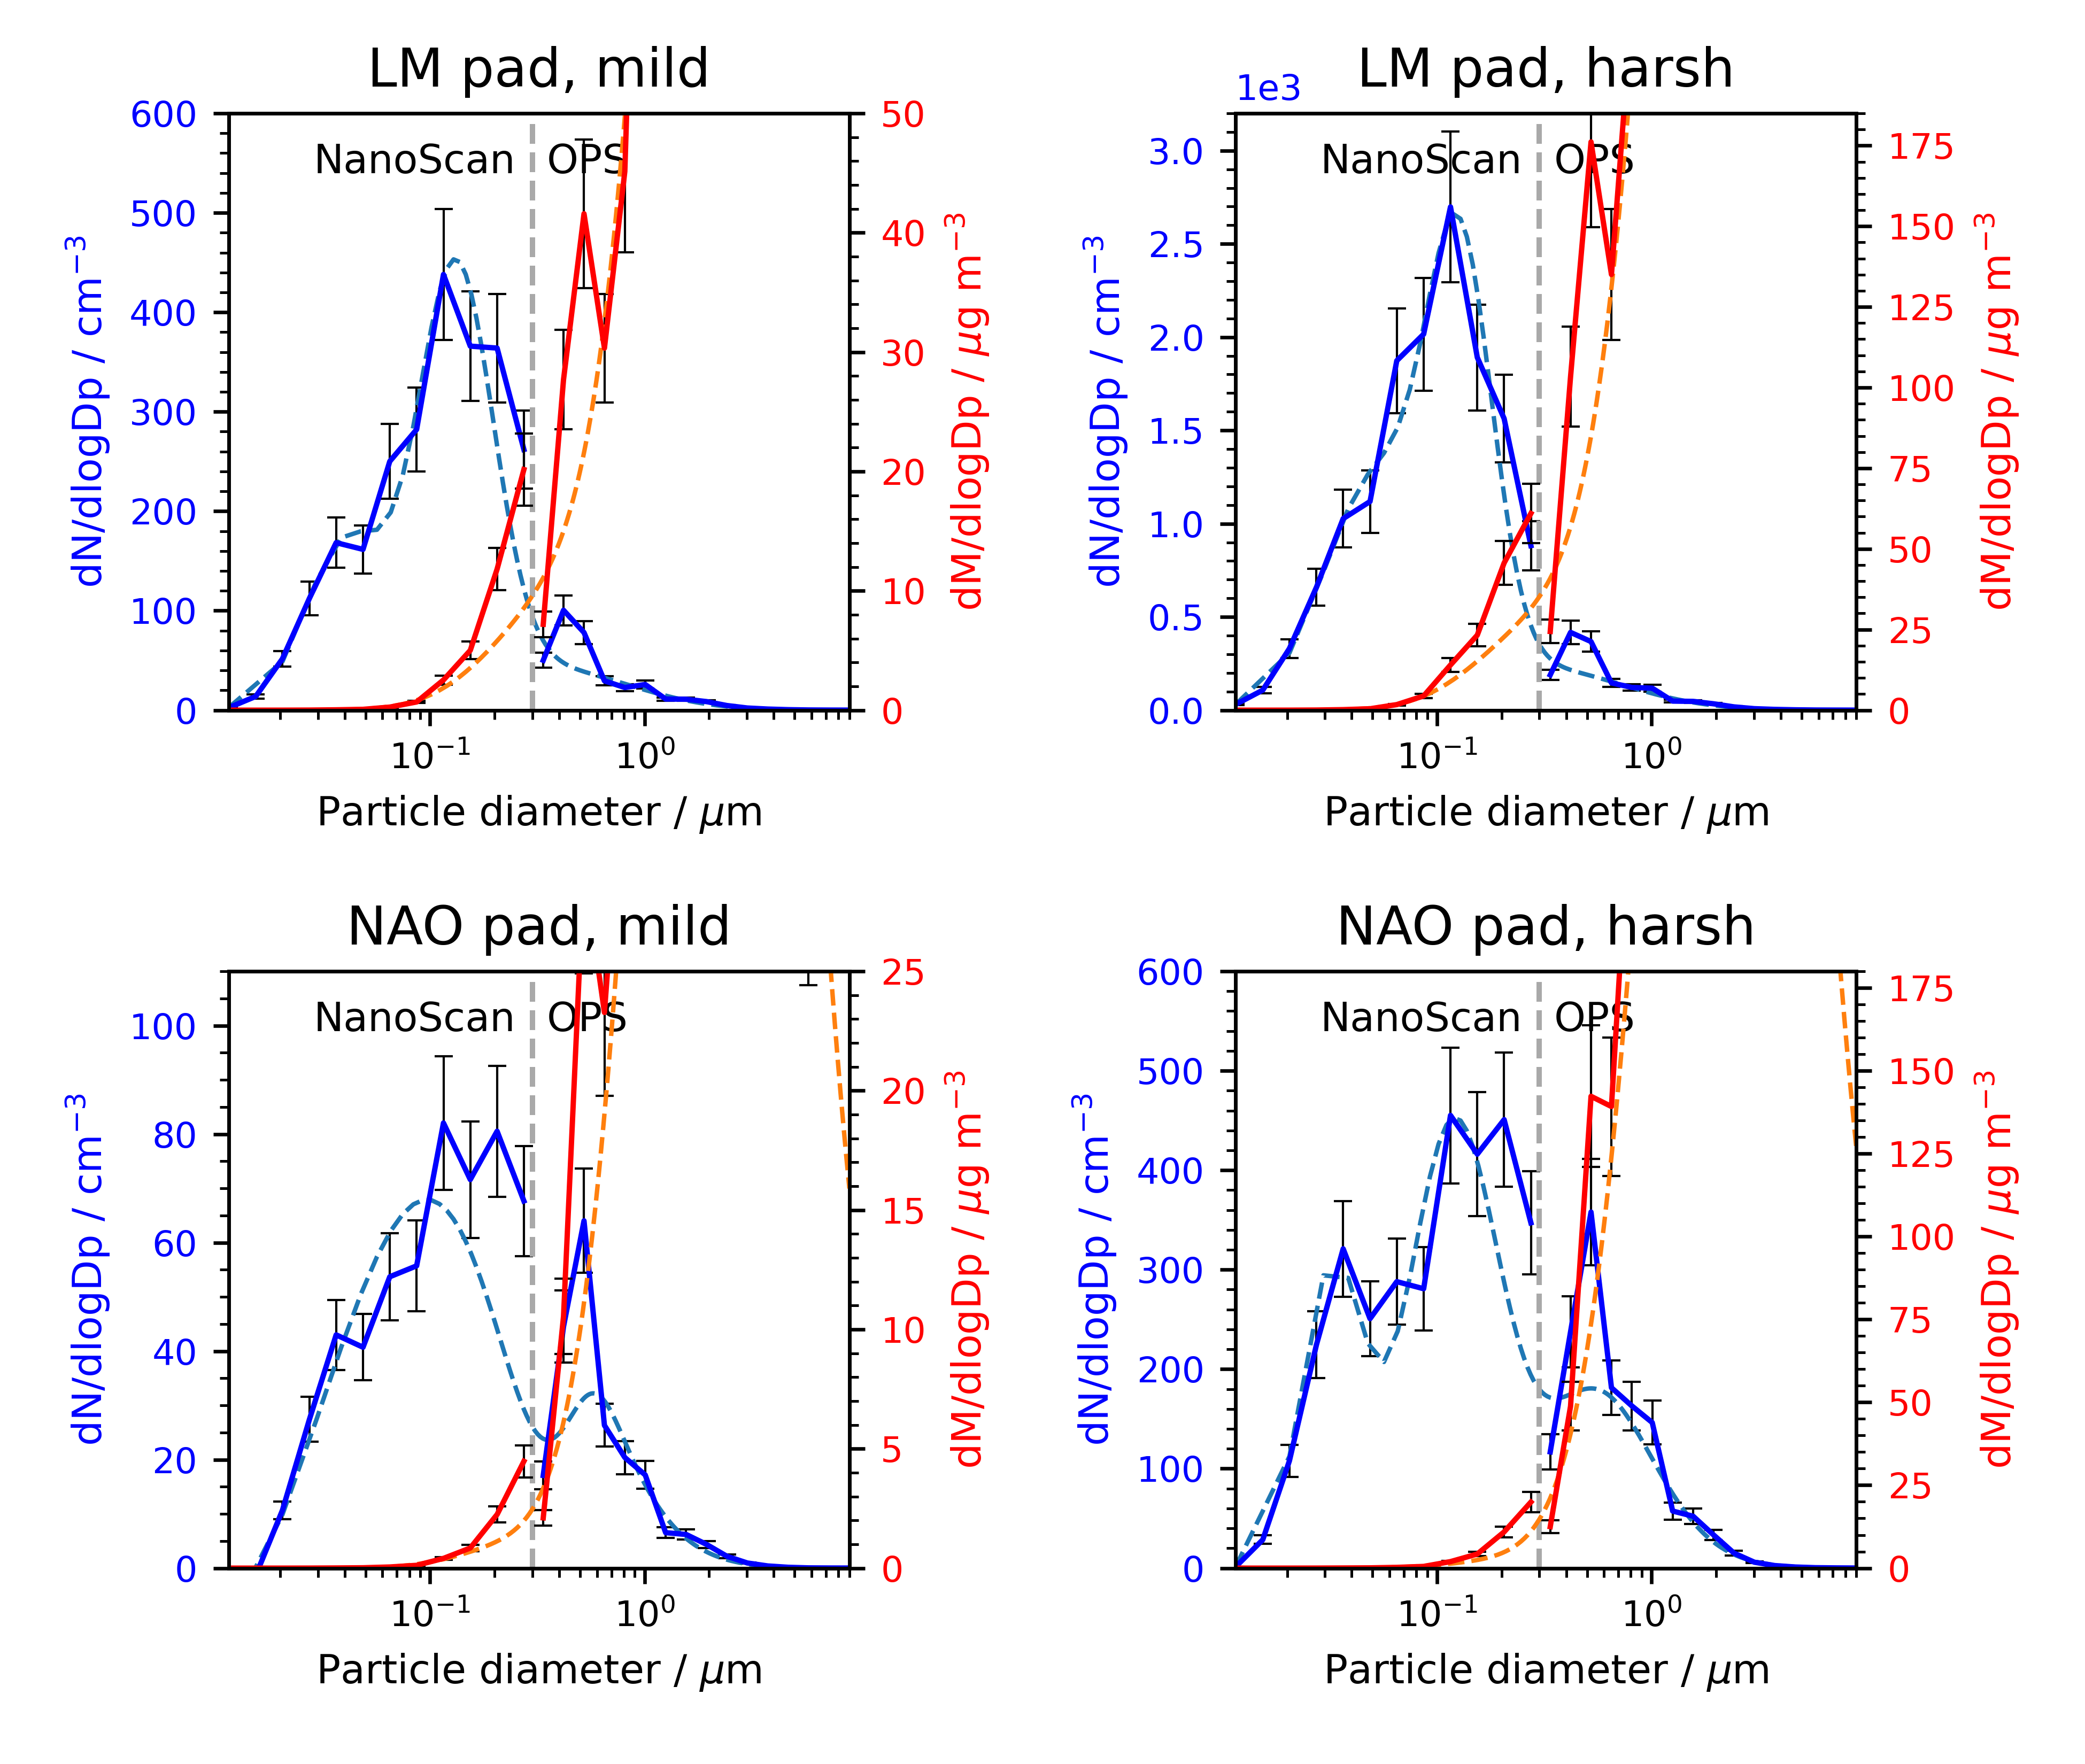 LM pad, mild
600
500
400
300
200
100
0
dN/dlogDp / cm⁻³
NanoScan
OPS
50
40
30
20
10
0
dM/dlogDp / μg m⁻³
10⁻¹
10⁰
Particle diameter / μm
LM pad, harsh
1e3
3.0
2.5
2.0
1.5
1.0
0.5
0.0
dN/dlogDp / cm⁻³
NanoScan
OPS
175
150
125
100
75
50
25
0
dM/dlogDp / μg m⁻³
10⁻¹
10⁰
Particle diameter / μm
NAO pad, mild
100
80
60
40
20
0
dN/dlogDp / cm⁻³
NanoScan
OPS
25
20
15
10
5
0
dM/dlogDp / μg m⁻³
10⁻¹
10⁰
Particle diameter / μm
NAO pad, harsh
600
500
400
300
200
100
0
dN/dlogDp / cm⁻³
NanoScan
OPS
175
150
125
100
75
50
25
0
dM/dlogDp / μg m⁻³
10⁻¹
10⁰
Particle diameter / μm